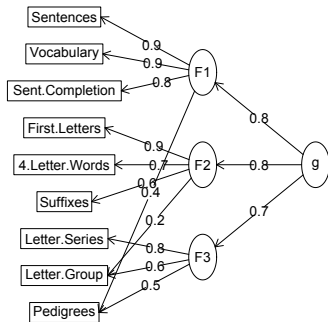 Sentences
0.9
Vocabulary
0.9
F1
Sent.Completion
0.8
0.8
First.Letters
0.9
4.Letter.Words
0.7
F2
0.8
g
0.6
0.4
Suffixes
0.2
0.7
Letter.Series
0.8
F3
Letter.Group
0.6
0.5
Pedigrees